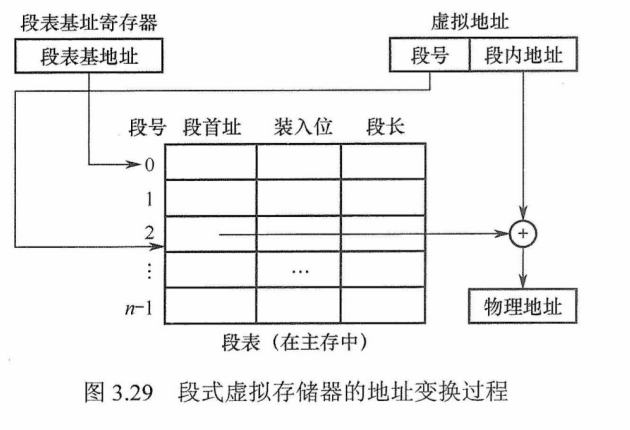 段表基址寄存器
虚拟地址
段表基地址
段号 段内地址
段号 段首址 装入位 段长
0
1
2
+
⋮ …
n-1
物理地址
段表（在主存中）
图 3.29 段式虚拟存储器的地址变换过程